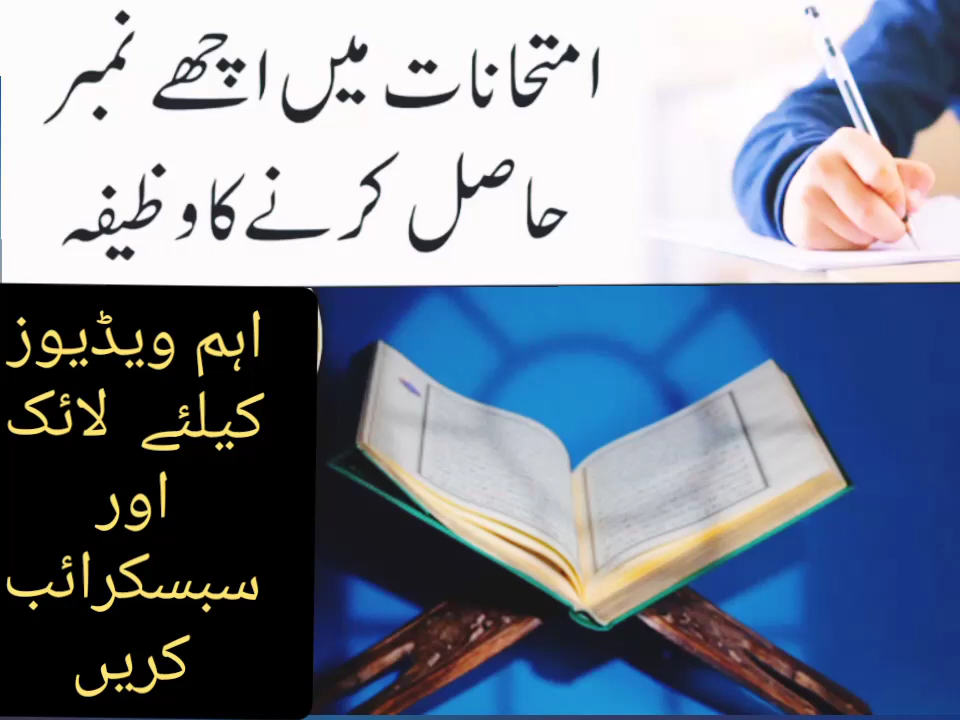 امتحانات میں اچھے نمبر
حاصل کرنے کا وظیفہ
اہم ویڈیوز
کیلئے لائک
اور
سبسکرائب
کریں